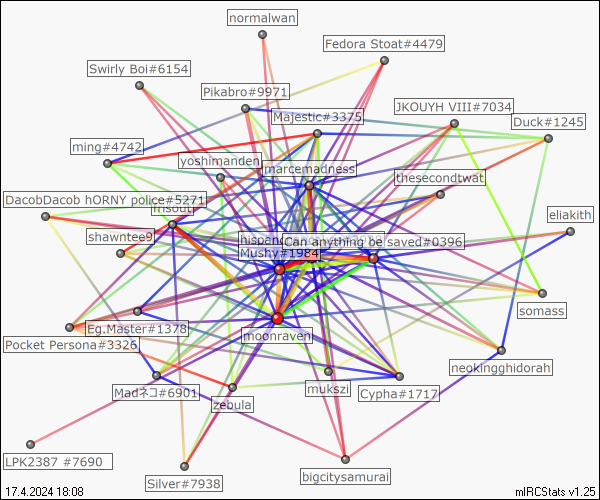 normalwan
Fedora Stoat#4479
Swirly Boi#6154
Pikabro#9971
JKOUYH VIII#7034
Majestic#3375
Duck#1245
ming#4742
yoshimanden
marcemadness
thesecondtwat
DacobDacob hORNY police#5271
eliakith
shawntee9
Can anything be saved#0396
Mushy#1984
somass
Eg.Master#1378
moonraven
Pocket Persona#3326
neokingghidorah
Madネコ#6901
mukszi
Cypha#1717
zebula
LPK2387 #7690
bigcitysamurai
Silver#7938
17.4.2024 18:08
mIRCStats v1.25